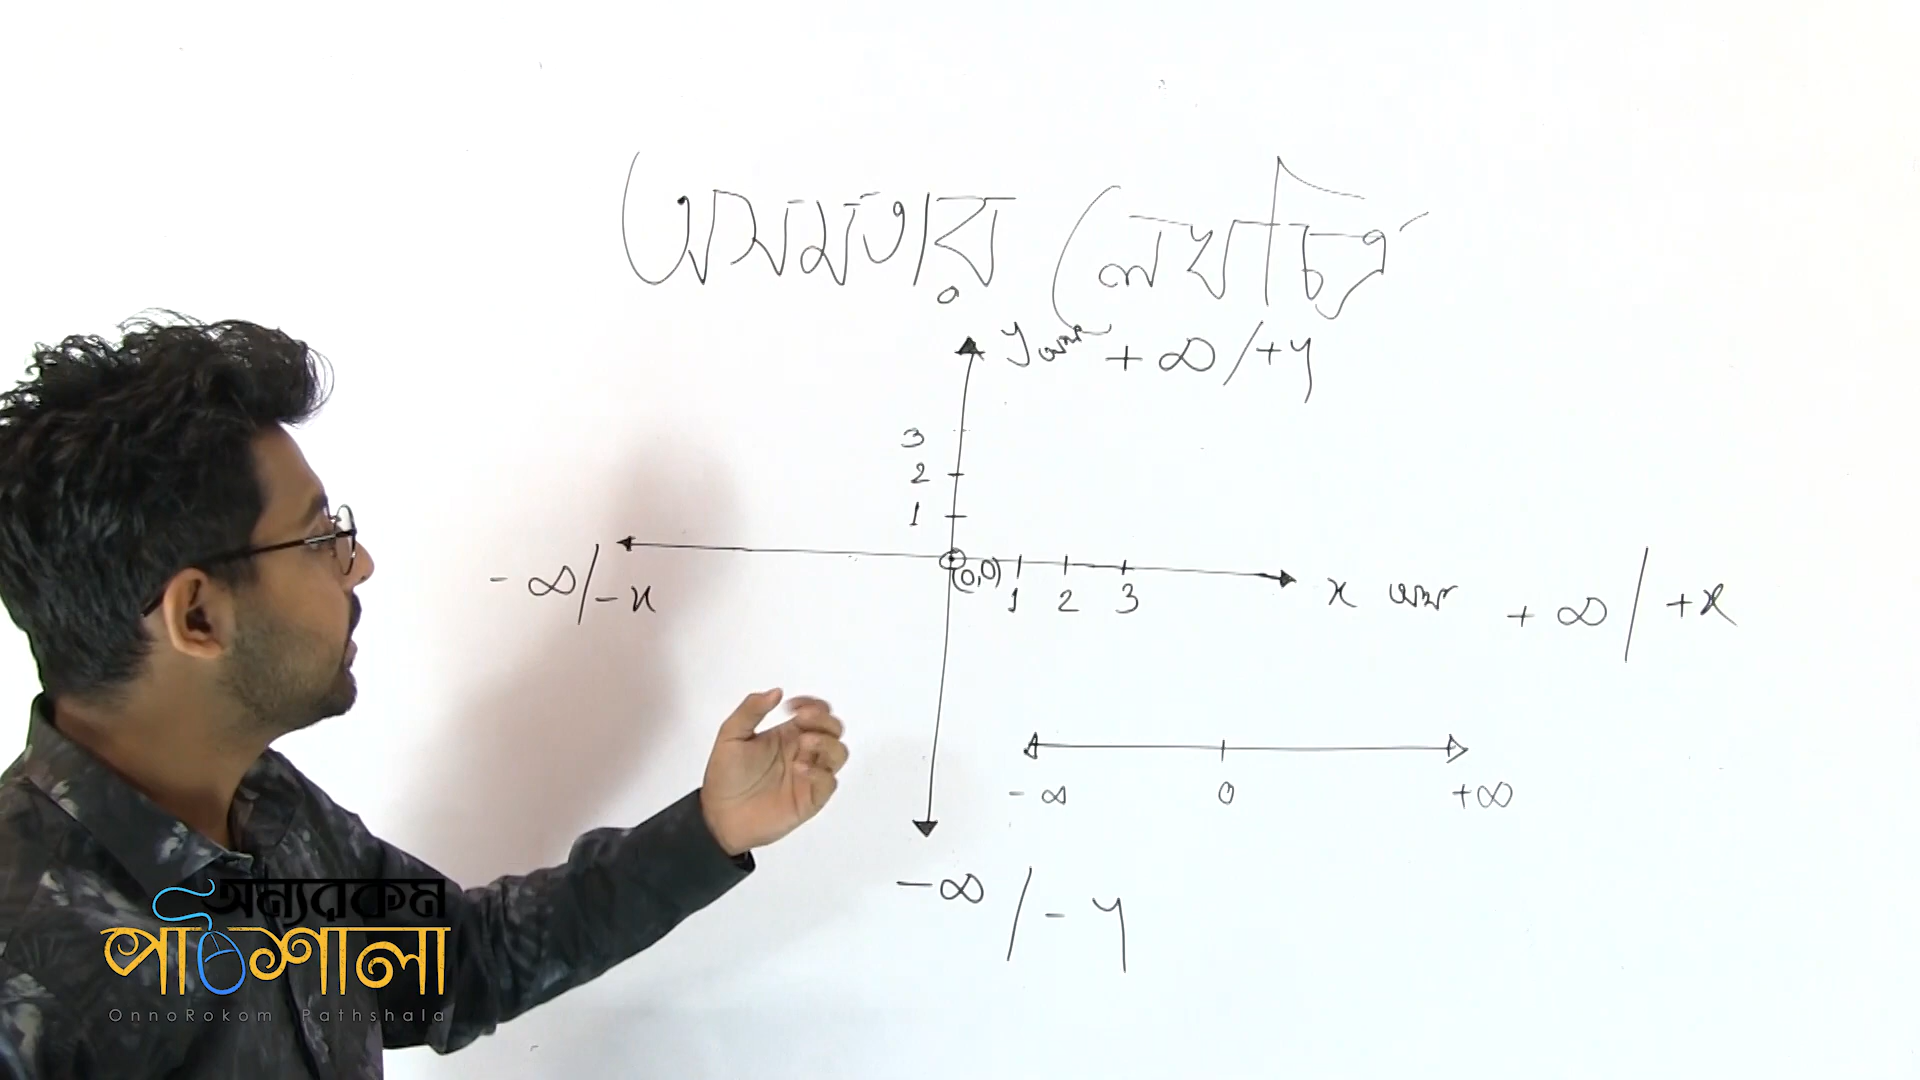 অসমতার লেখচিত্র
y অক্ষ + ∞ / +y
3
2
1
- ∞ / -x
(0,0)
1 2 3
x অক্ষ + ∞ / +x
- ∞ 0 +∞
-∞ / - y
অন্যরকম
পাঠশালা
OnnoRokom Pathshala